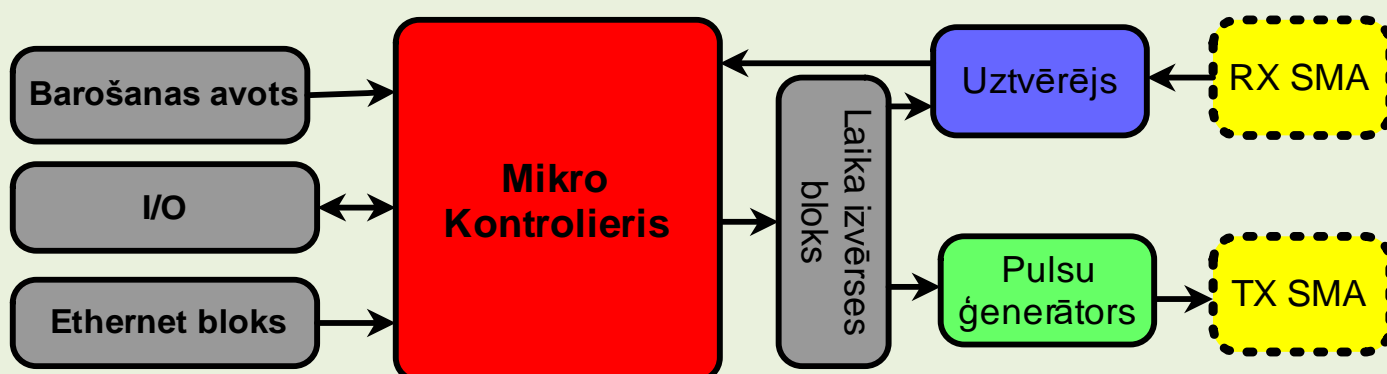 Barošanas avots
I/O
Ethernet bloks
Mikro
Kontrolieris
Laika izvērses
bloks
Uztvērējs
Pulsu
ģenerātors
RX SMA
TX SMA